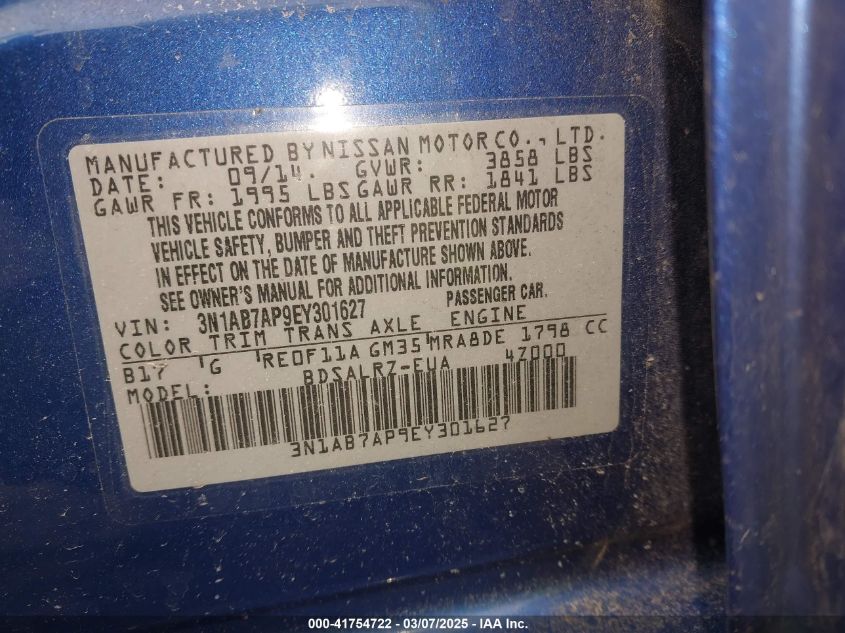 MANUFACTURED BY NISSAN MOTOR CO., LTD.
DATE: 09/14. GVWR: 3858 LBS
GAWR FR: 1995 LBS GAWR RR: 1841 LBS
THIS VEHICLE CONFORMS TO ALL APPLICABLE FEDERAL MOTOR
VEHICLE SAFETY, BUMPER AND THEFT PREVENTION STANDARDS
IN EFFECT ON THE DATE OF MANUFACTURE SHOWN ABOVE.
SEE OWNER'S MANUAL FOR ADDITIONAL INFORMATION.
VIN: 3N1AB7AP9EY301627 PASSENGER CAR.
COLOR TRIM TRANS AXLE ENGINE
B17 G RE0F11A GM35 MRA8DE 1798 CC
MODEL: BDSALRZ-EUA 4Z000
3N1AB7AP9EY301627
000-41754722 - 03/07/2025 - IAA Inc.